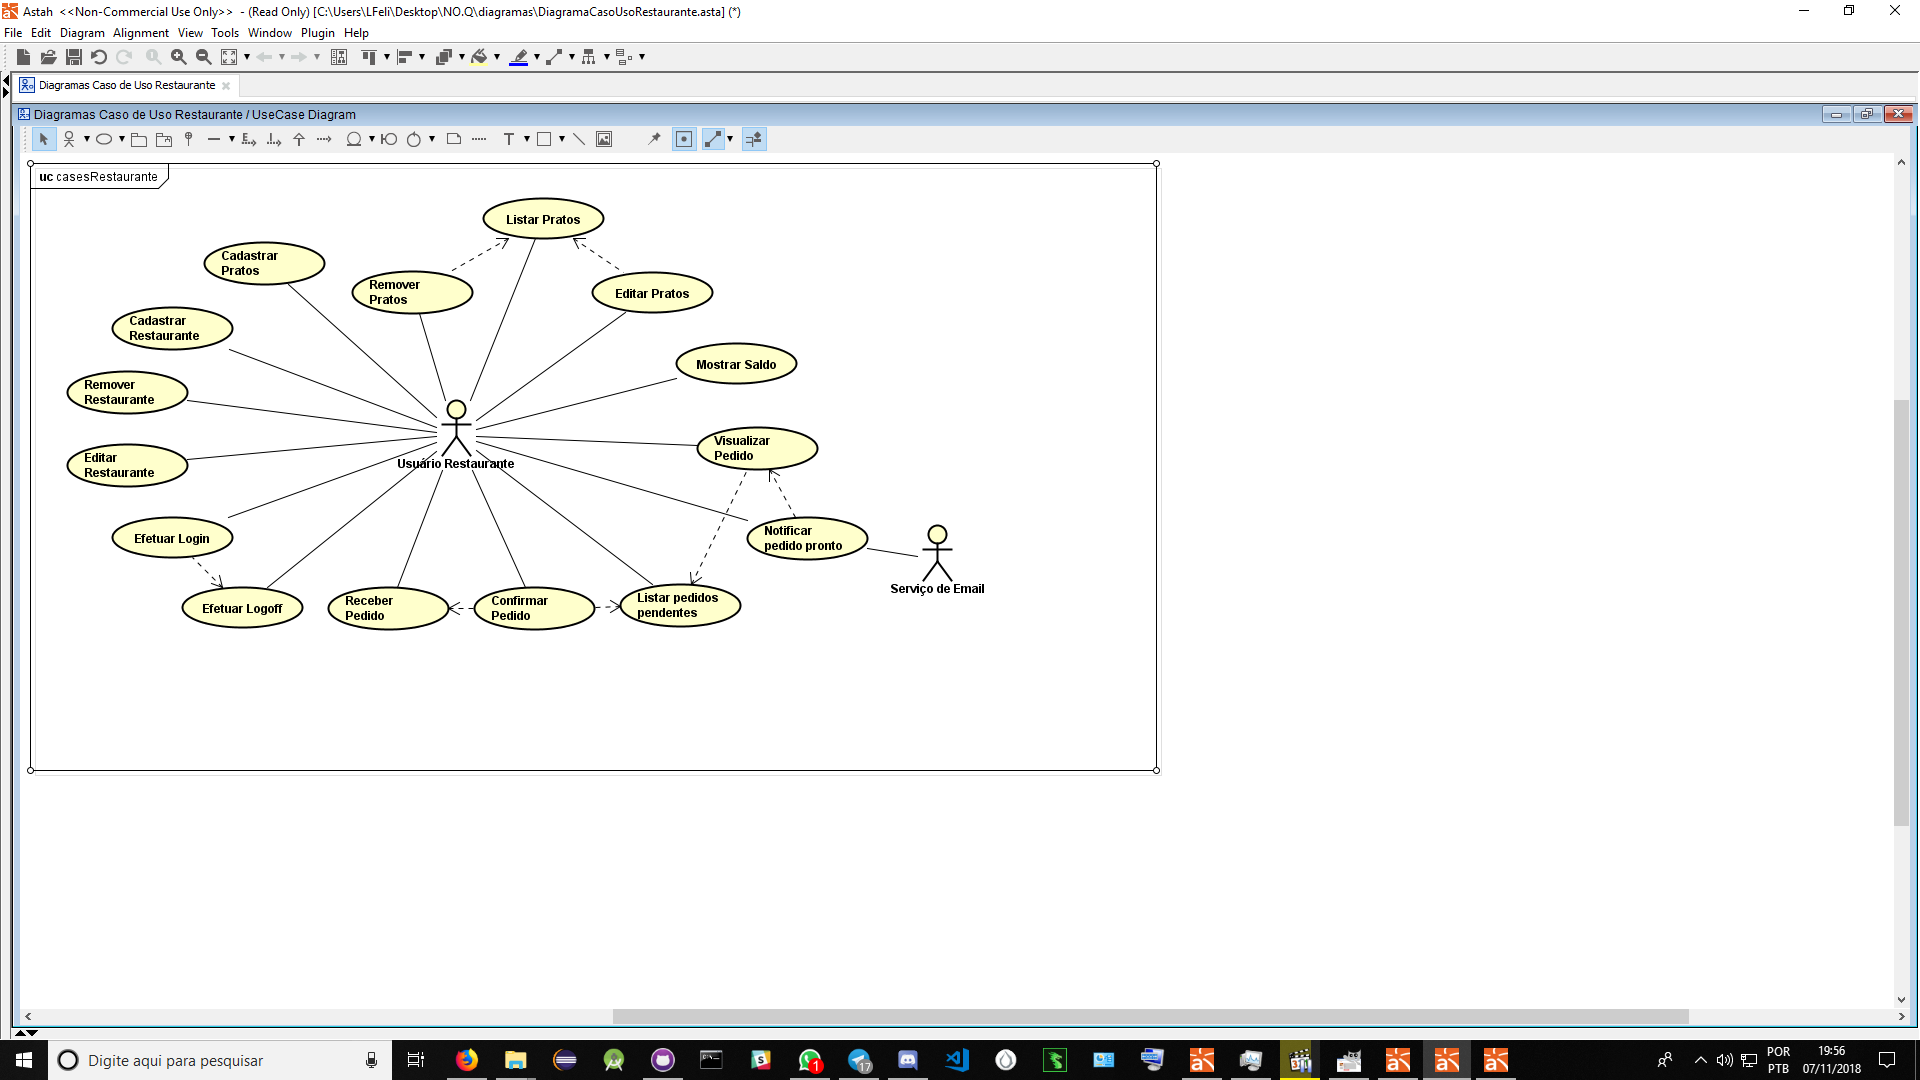 Astah <<Non-Commercial Use Only>> - (Read Only) [C:\Users\LFeli\Desktop\NO.Q\diagramas\DiagramaCasoUsoRestaurante.asta] (*)
File Edit Diagram Alignment View Tools Window Plugin Help
Diagramas Caso de Uso Restaurante
Diagramas Caso de Uso Restaurante / UseCase Diagram
uc casesRestaurante
Listar Pratos
Cadastrar
Pratos
Remover
Pratos
Editar Pratos
Cadastrar
Restaurante
Mostrar Saldo
Remover
Restaurante
Visualizar
Pedido
Editar
Restaurante
Usuário Restaurante
Efetuar Login
Notificar
pedido pronto
Serviço de Email
Efetuar Logoff
Receber
Pedido
Confirmar
Pedido
Listar pedidos
pendentes
Digite aqui para pesquisar
1
17
POR
PTB
19:56
07/11/2018